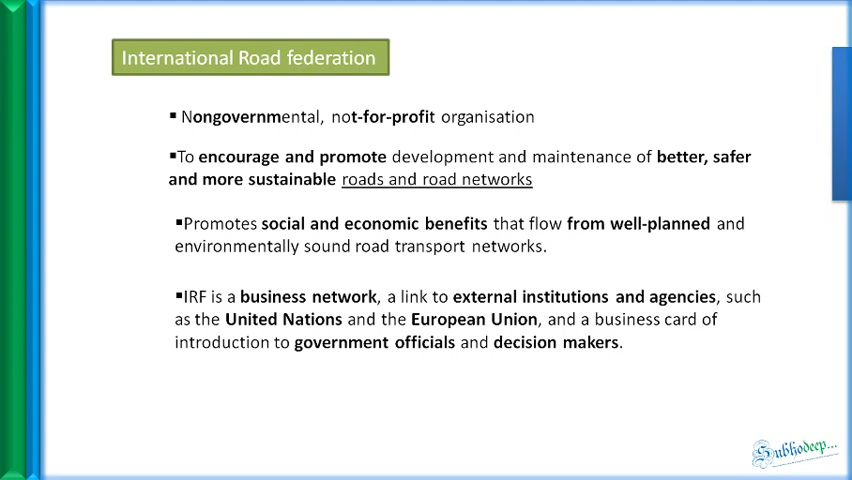 International Road federation
▪ Nongovernmental, not-for-profit organisation
▪To encourage and promote development and maintenance of better, safer
and more sustainable roads and road networks
▪Promotes social and economic benefits that flow from well-planned and
environmentally sound road transport networks.
▪IRF is a business network, a link to external institutions and agencies, such
as the United Nations and the European Union, and a business card of
introduction to government officials and decision makers.
Subhodeep...